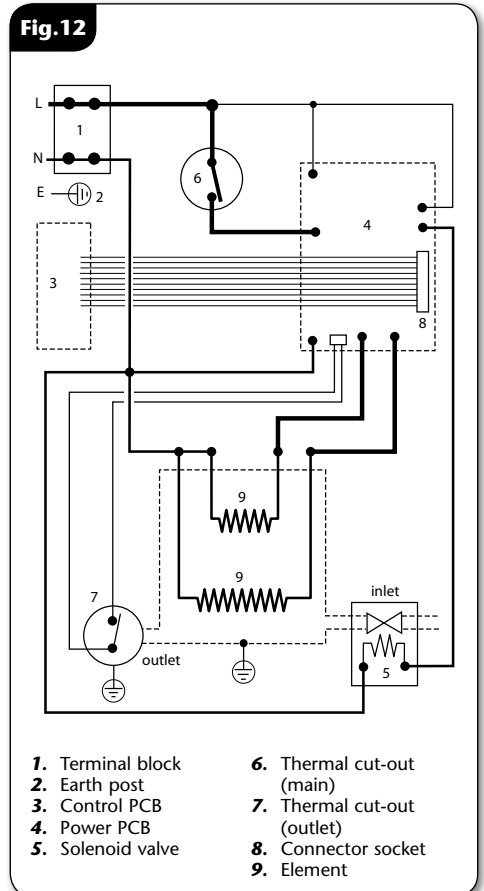 Fig.12
L
1
N
E
2
6
4
3
8
9
9
7
outlet
inlet
5
1. Terminal block
2. Earth post
3. Control PCB
4. Power PCB
5. Solenoid valve
6. Thermal cut-out
(main)
7. Thermal cut-out
(outlet)
8. Connector socket
9. Element